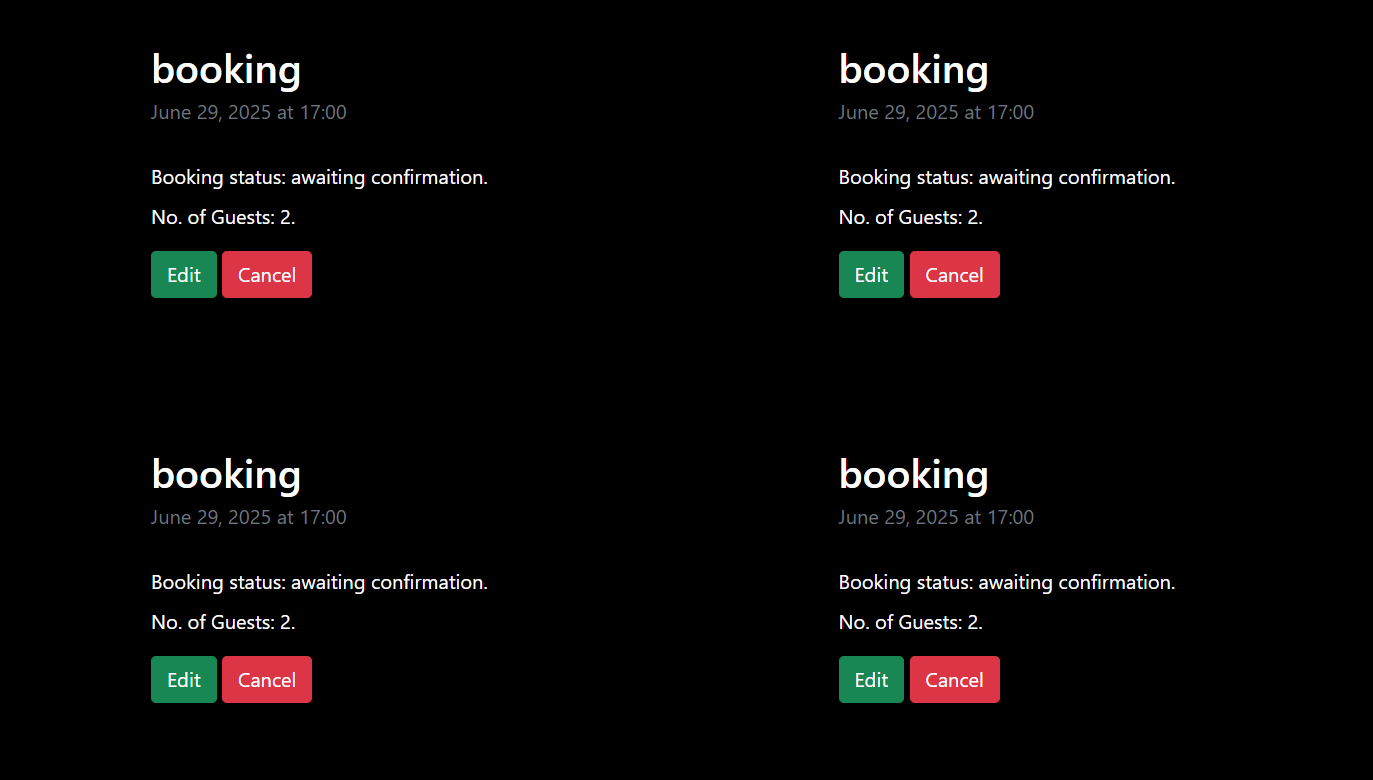 booking
June 29, 2025 at 17:00
Booking status: awaiting confirmation.
No. of Guests: 2.
Edit Cancel
booking
June 29, 2025 at 17:00
Booking status: awaiting confirmation.
No. of Guests: 2.
Edit Cancel
booking
June 29, 2025 at 17:00
Booking status: awaiting confirmation.
No. of Guests: 2.
Edit Cancel
booking
June 29, 2025 at 17:00
Booking status: awaiting confirmation.
No. of Guests: 2.
Edit Cancel